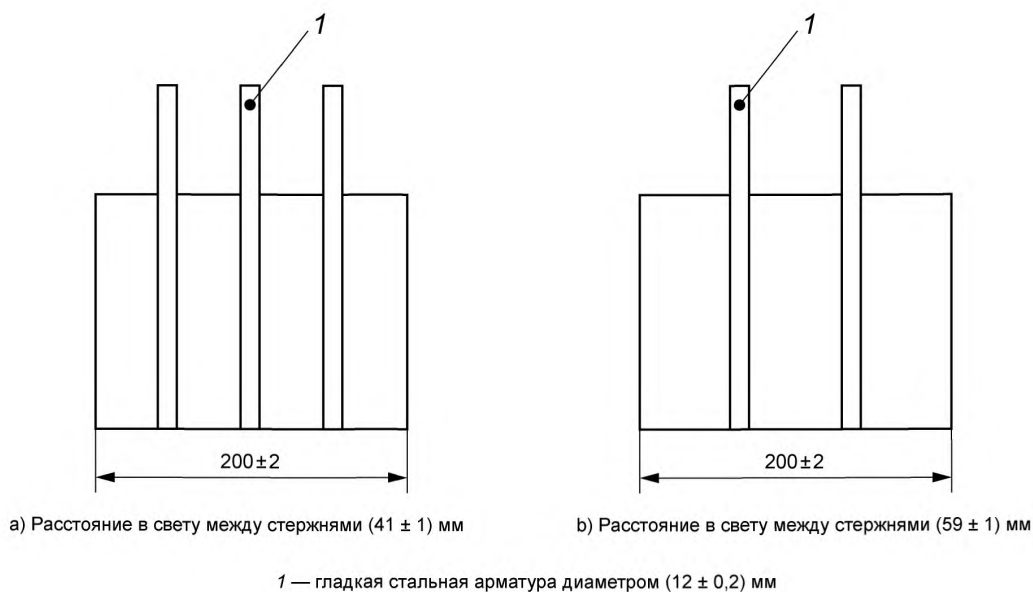 1
1
200±2
200±2
a) Расстояние в свету между стержнями (41 ± 1) мм
b) Расстояние в свету между стержнями (59 ± 1) мм
1 — гладкая стальная арматура диаметром (12 ± 0,2) мм